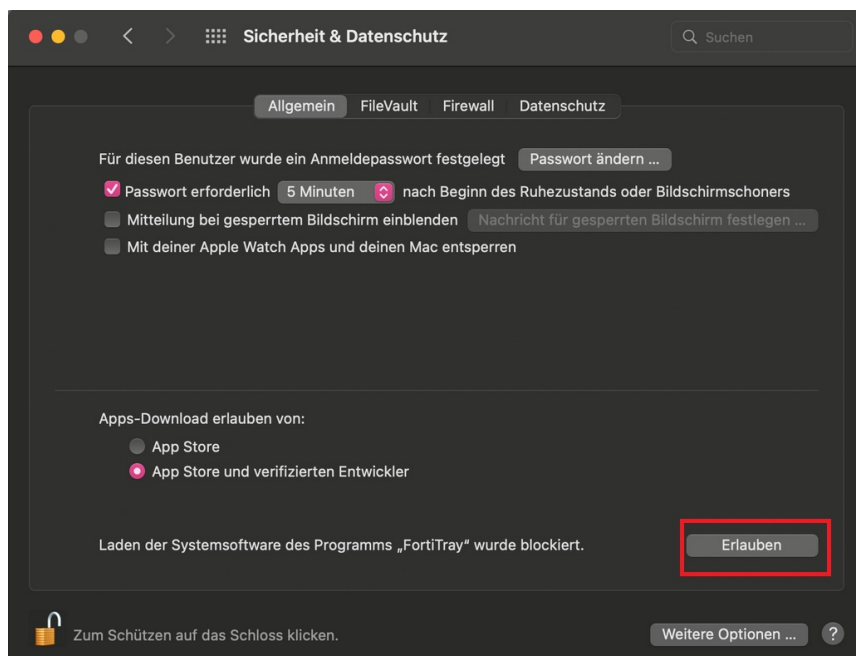 Sicherheit & Datenschutz
Suchen
Allgemein FileVault Firewall Datenschutz
Für diesen Benutzer wurde ein Anmeldepasswort festgelegt Passwort ändern ...
Passwort erforderlich 5 Minuten nach Beginn des Ruhezustands oder Bildschirmschoners
Mitteilung bei gesperrtem Bildschirm einblenden Nachricht für gesperrten Bildschirm festlegen ...
Mit deiner Apple Watch Apps und deinen Mac entsperren
Apps-Download erlauben von:
App Store
App Store und verifizierten Entwickler
Laden der Systemsoftware des Programms „FortiTray“ wurde blockiert. Erlauben
Zum Schützen auf das Schloss klicken. Weitere Optionen ... ?